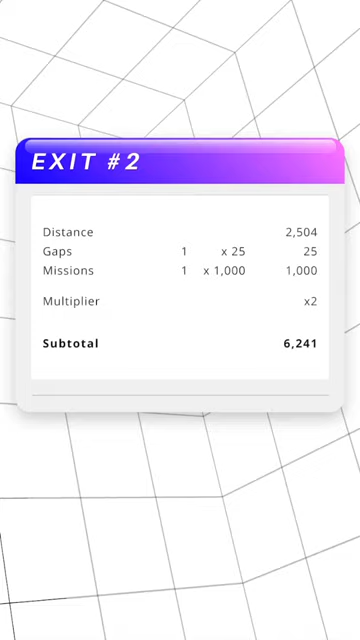 EXIT #2
Distance 2,504
Gaps 1 x 25 25
Missions 1 x 1,000 1,000
Multiplier x2
Subtotal 6,241